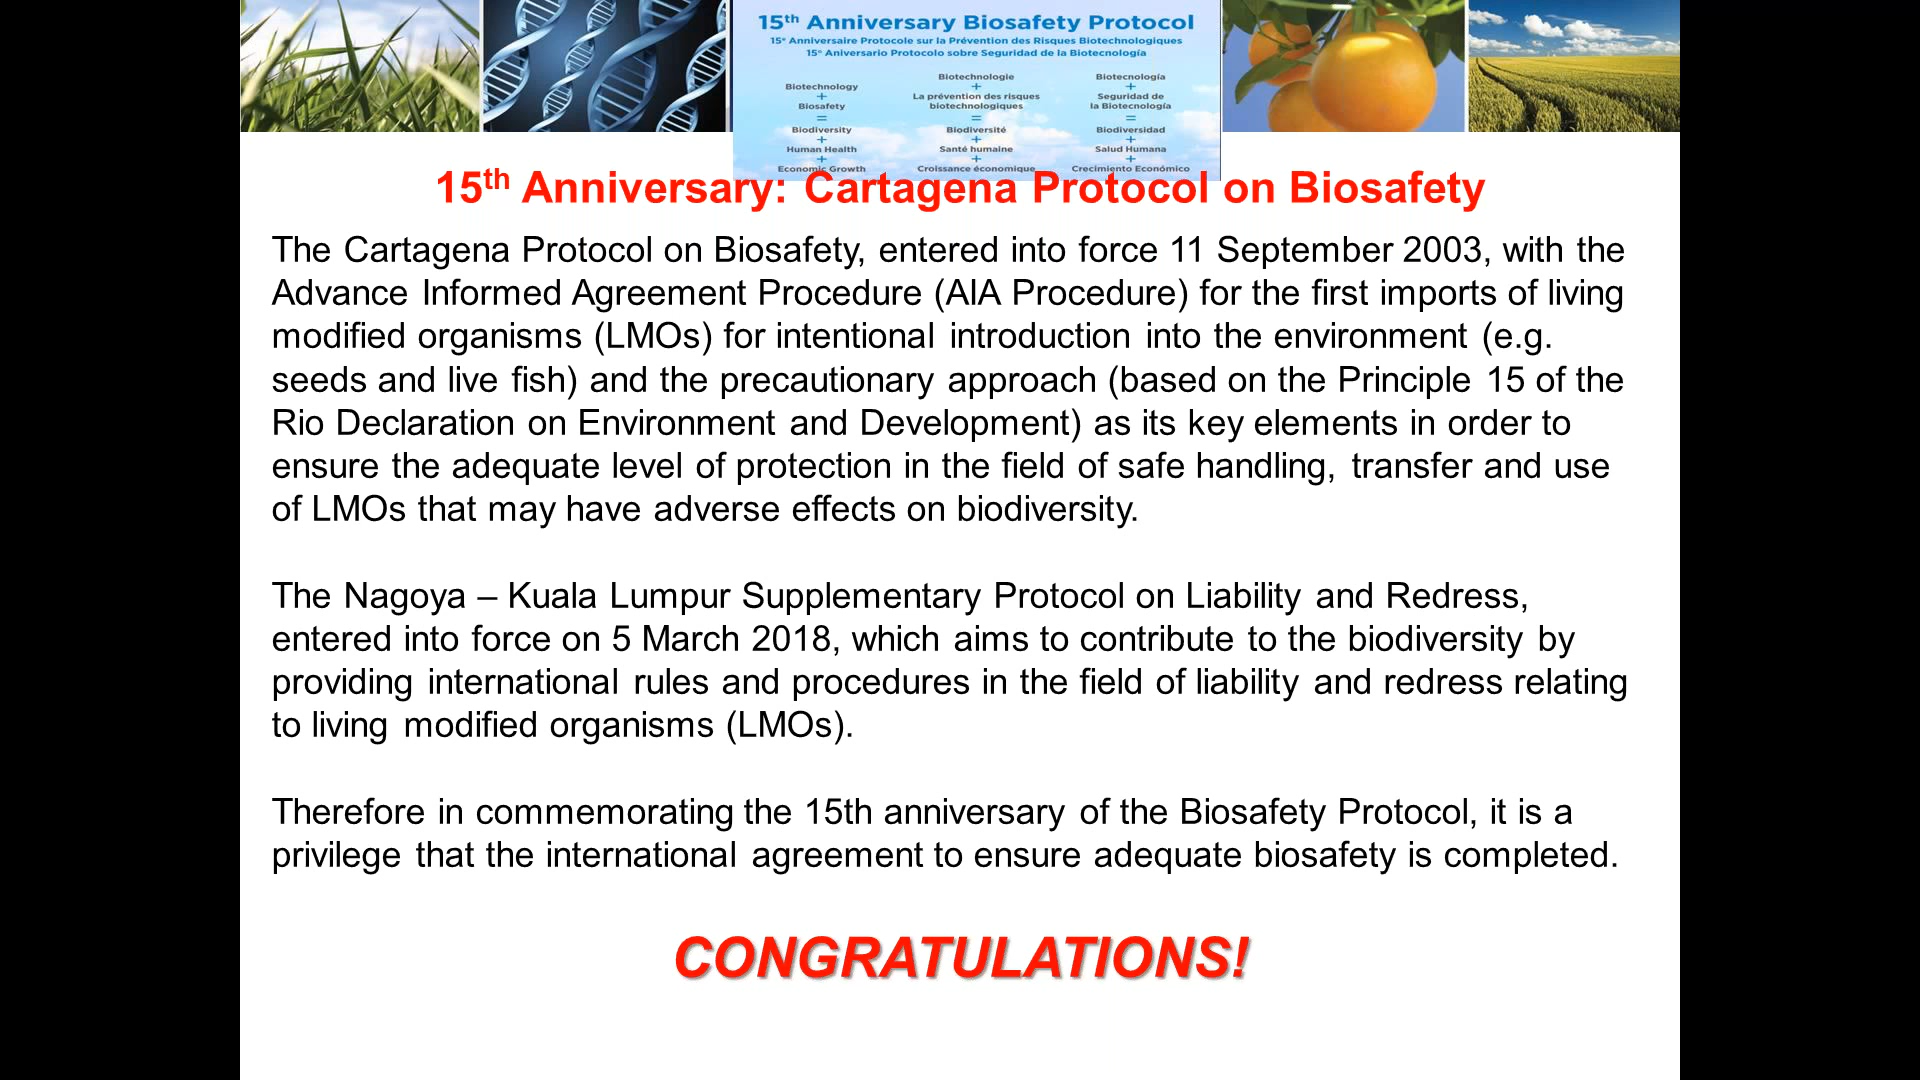 15th Anniversary Biosafety Protocol
15e Anniversaire Protocole sur la Prévention des Risques Biotechnologiques
15o Aniversario Protocolo sobre Seguridad de la Biotecnología
Biotechnology
+
Biosafety
=
Biodiversity
+
Human Health
+
Economic Growth
Biotechnologie
+
La prévention des risques
biotechnologiques
=
Biodiversité
+
Santé humaine
+
Croissance économique
Biotecnología
+
Seguridad de
la Biotecnología
=
Biodiversidad
+
Salud Humana
+
Crecimiento Económico
15th Anniversary: Cartagena Protocol on Biosafety
The Cartagena Protocol on Biosafety, entered into force 11 September 2003, with the
Advance Informed Agreement Procedure (AIA Procedure) for the first imports of living
modified organisms (LMOs) for intentional introduction into the environment (e.g.
seeds and live fish) and the precautionary approach (based on the Principle 15 of the
Rio Declaration on Environment and Development) as its key elements in order to
ensure the adequate level of protection in the field of safe handling, transfer and use
of LMOs that may have adverse effects on biodiversity.
The Nagoya – Kuala Lumpur Supplementary Protocol on Liability and Redress,
entered into force on 5 March 2018, which aims to contribute to the biodiversity by
providing international rules and procedures in the field of liability and redress relating
to living modified organisms (LMOs).
Therefore in commemorating the 15th anniversary of the Biosafety Protocol, it is a
privilege that the international agreement to ensure adequate biosafety is completed.
CONGRATULATIONS!